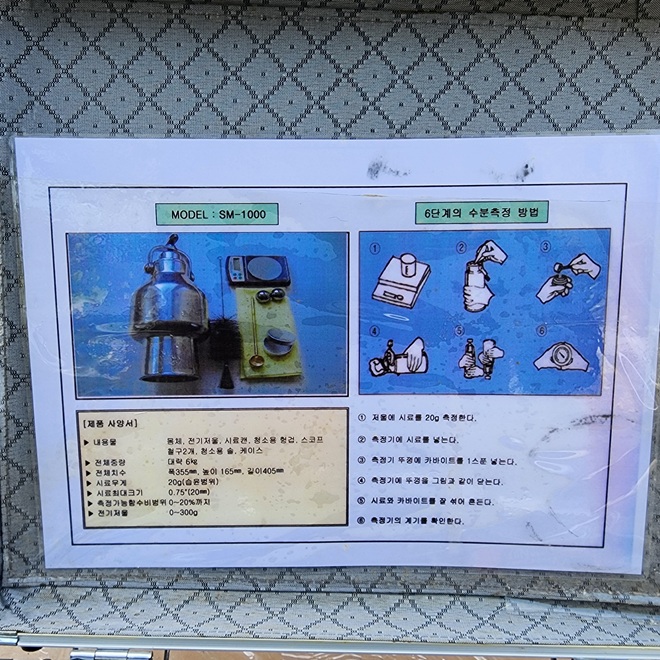 MODEL : SM-1000
6단계의 수분측정 방법
① ② ③
④ ⑤ ⑥
[제품 사양서]
▶ 내용물 몸체, 전기저울, 시료캔, 청소용 헝겊, 스코프
철구2개, 청소용 솔, 케이스
▶ 전체중량 대략 6㎏
▶ 전체치수 폭355㎜, 높이 165㎜, 길이405㎜
▶ 시료무게 20g(습윤범위)
▶ 시료최대크기 0.75"(20㎜)
▶ 측정가능함수비범위 0~20%까지
▶ 전기저울 0~300g
① 저울에 시료를 20g 측정한다.
② 측정기에 시료를 넣는다.
③ 측정기 뚜껑에 카바이트를 1스푼 넣는다.
④ 측정기에 뚜껑을 그림과 같이 닫는다.
⑤ 시료와 카바이트를 잘 섞어 흔든다.
⑥ 측정기의 계기를 확인한다.